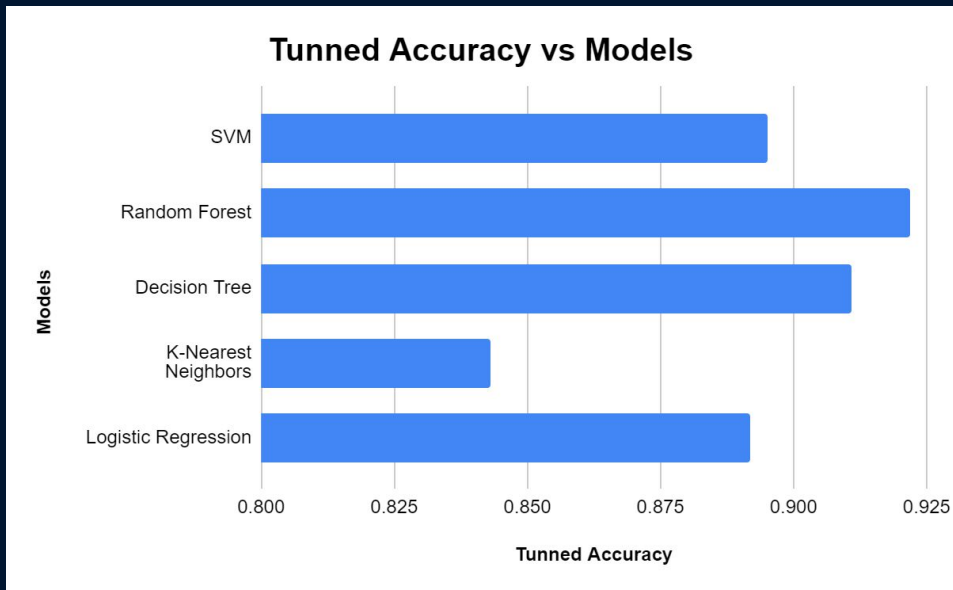 Tunned Accuracy vs Models
Models
SVM
Random Forest
Decision Tree
K-Nearest
Neighbors
Logistic Regression
0.800 0.825 0.850 0.875 0.900 0.925
Tunned Accuracy